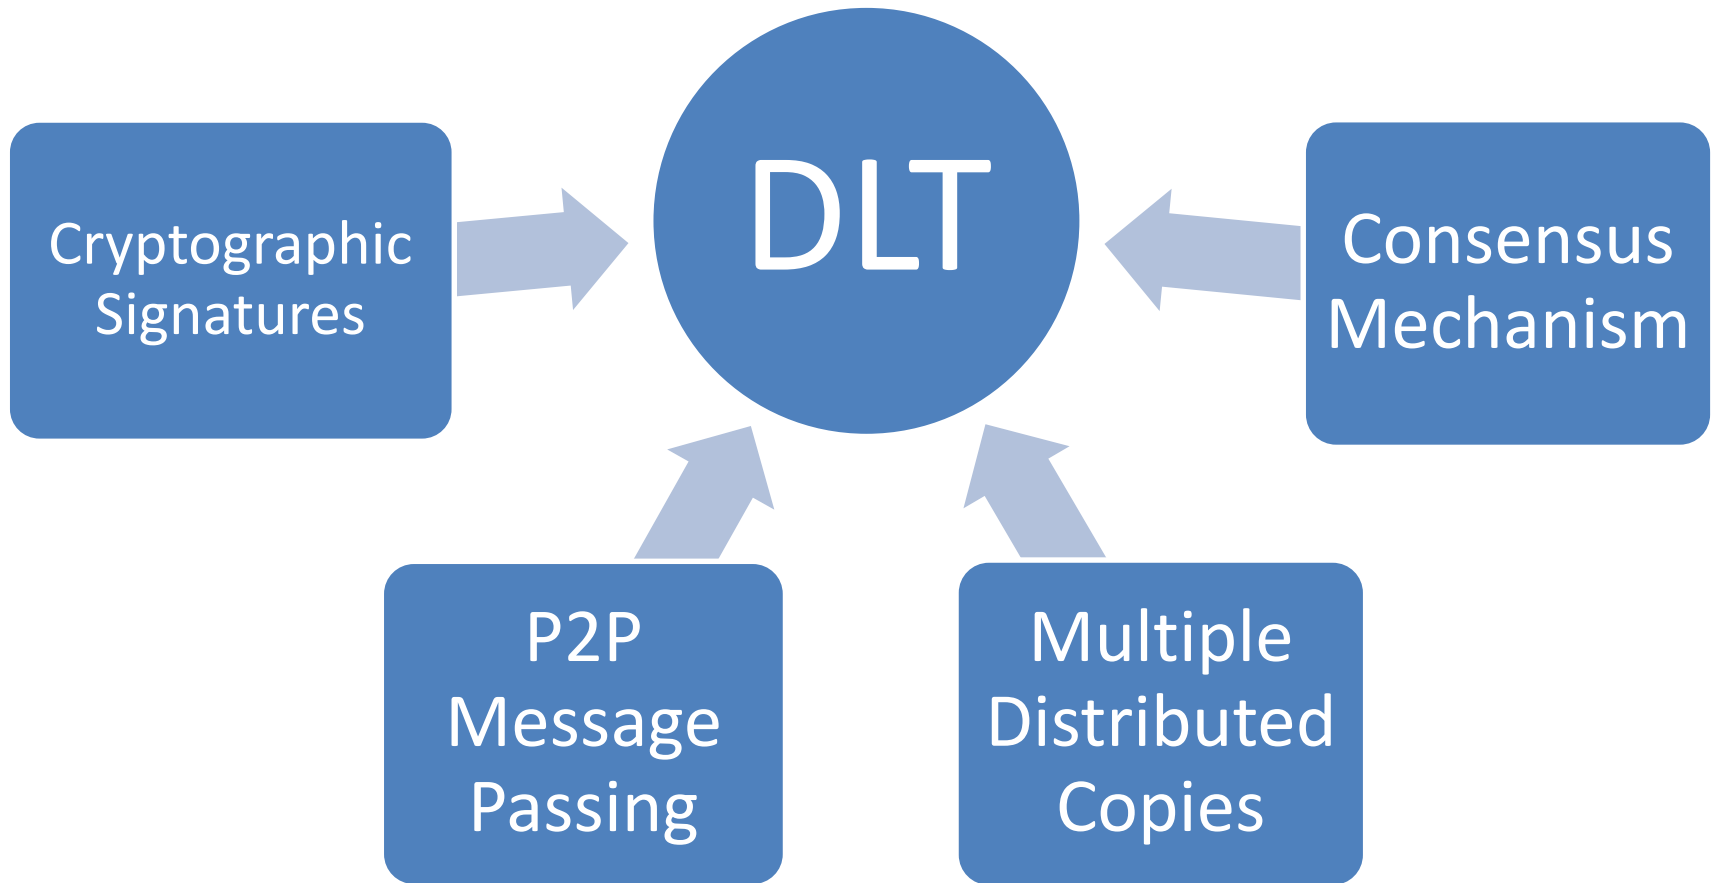 DLT
Cryptographic
Signatures
Consensus
Mechanism
P2P
Message
Passing
Multiple
Distributed
Copies